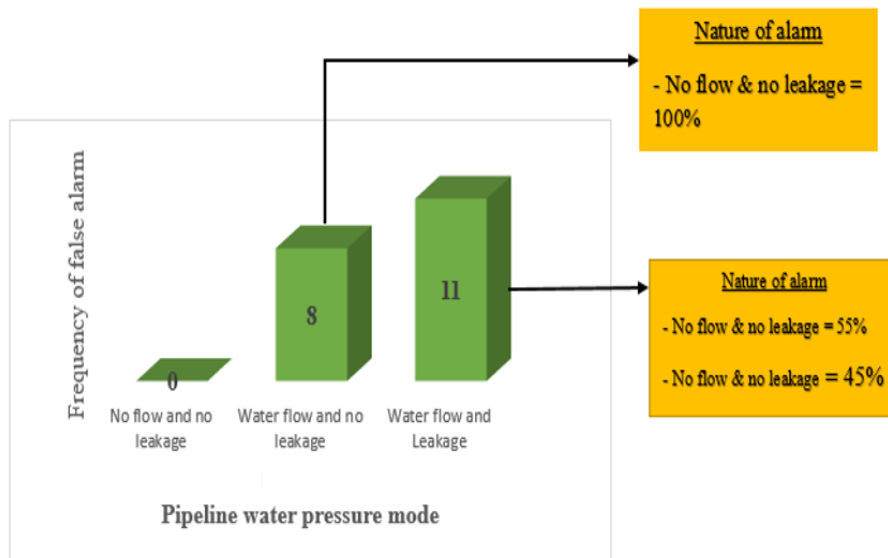 Nature of alarm
- No flow & no leakage =
100%
Frequency of false alarm
0
8
11
No flow and no
leakage
Water flow and no
leakage
Water flow and
Leakage
Pipeline water pressure mode
Nature of alarm
- No flow & no leakage = 55%
- No flow & no leakage = 45%